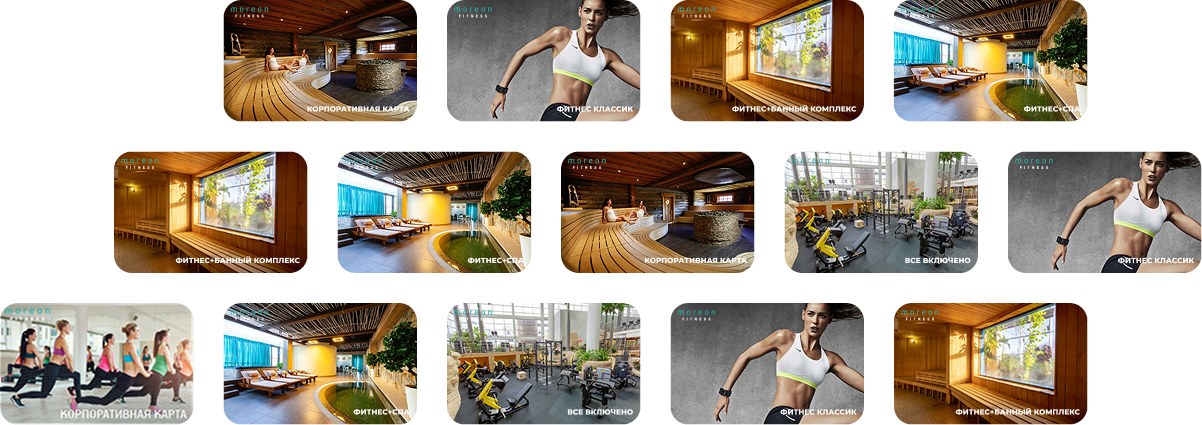 moreon
FITNESS
КОРПОРАТИВНАЯ КАРТА
moreon
FITNESS
ФИТНЕС КЛАССИК
moreon
FITNESS
ФИТНЕС+БАННЫЙ КОМПЛЕКС
moreon
FITNESS
ФИТНЕС+СПА
moreon
FITNESS
ФИТНЕС+БАННЫЙ КОМПЛЕКС
moreon
FITNESS
ФИТНЕС+СПА
moreon
FITNESS
КОРПОРАТИВНАЯ КАРТА
moreon
FITNESS
ВСЕ ВКЛЮЧЕНО
moreon
FITNESS
ФИТНЕС КЛАССИК
moreon
FITNESS
КОРПОРАТИВНАЯ КАРТА
moreon
FITNESS
ФИТНЕС+СПА
moreon
FITNESS
ВСЕ ВКЛЮЧЕНО
moreon
FITNESS
ФИТНЕС КЛАССИК
moreon
FITNESS
ФИТНЕС+БАННЫЙ КОМПЛЕКС